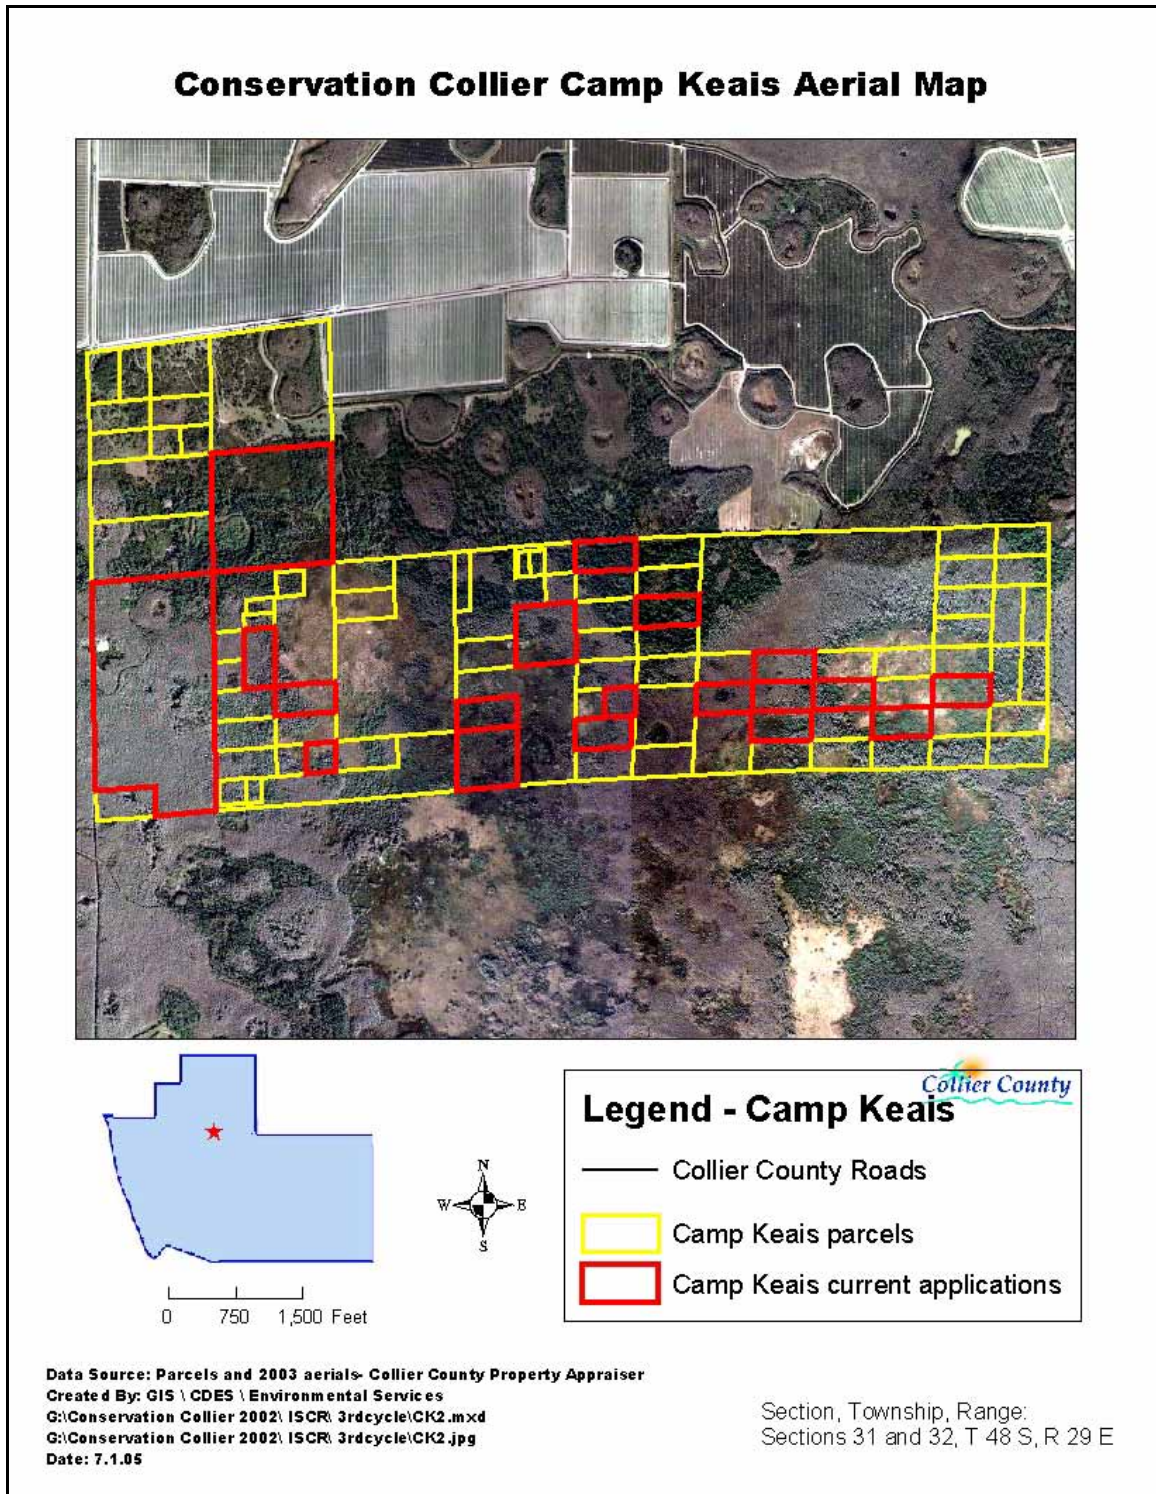 Conservation Collier Camp Keais Aerial Map
Collier County
Legend - Camp Keais
Collier County Roads
Camp Keais parcels
Camp Keais current applications
N
W E
S
0 750 1,500 Feet
Data Source: Parcels and 2003 aerials- Collier County Property Appraiser
Created By: GIS \ CDES \ Environmental Services
G:\Conservation Collier 2002\ ISCR\ 3rdcycle\CK2.mxd
G:\Conservation Collier 2002\ ISCR\ 3rdcycle\CK2.jpg
Date: 7.1.05
Section, Township, Range:
Sections 31 and 32, T 48 S, R 29 E